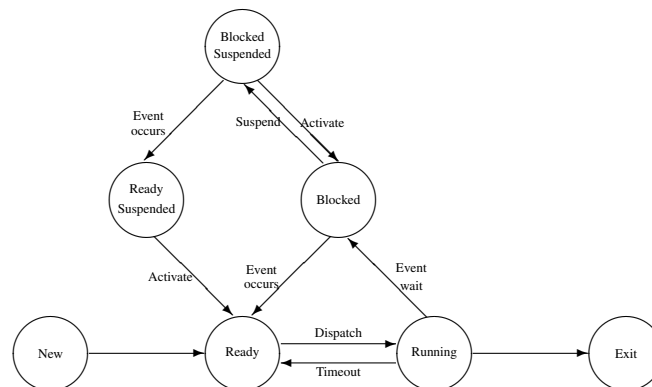 Blocked
Suspended
Event
occurs
Suspend
Activate
Ready
Suspended
Blocked
Activate
Event
occurs
Event
wait
New
Ready
Dispatch
Timeout
Running
Exit